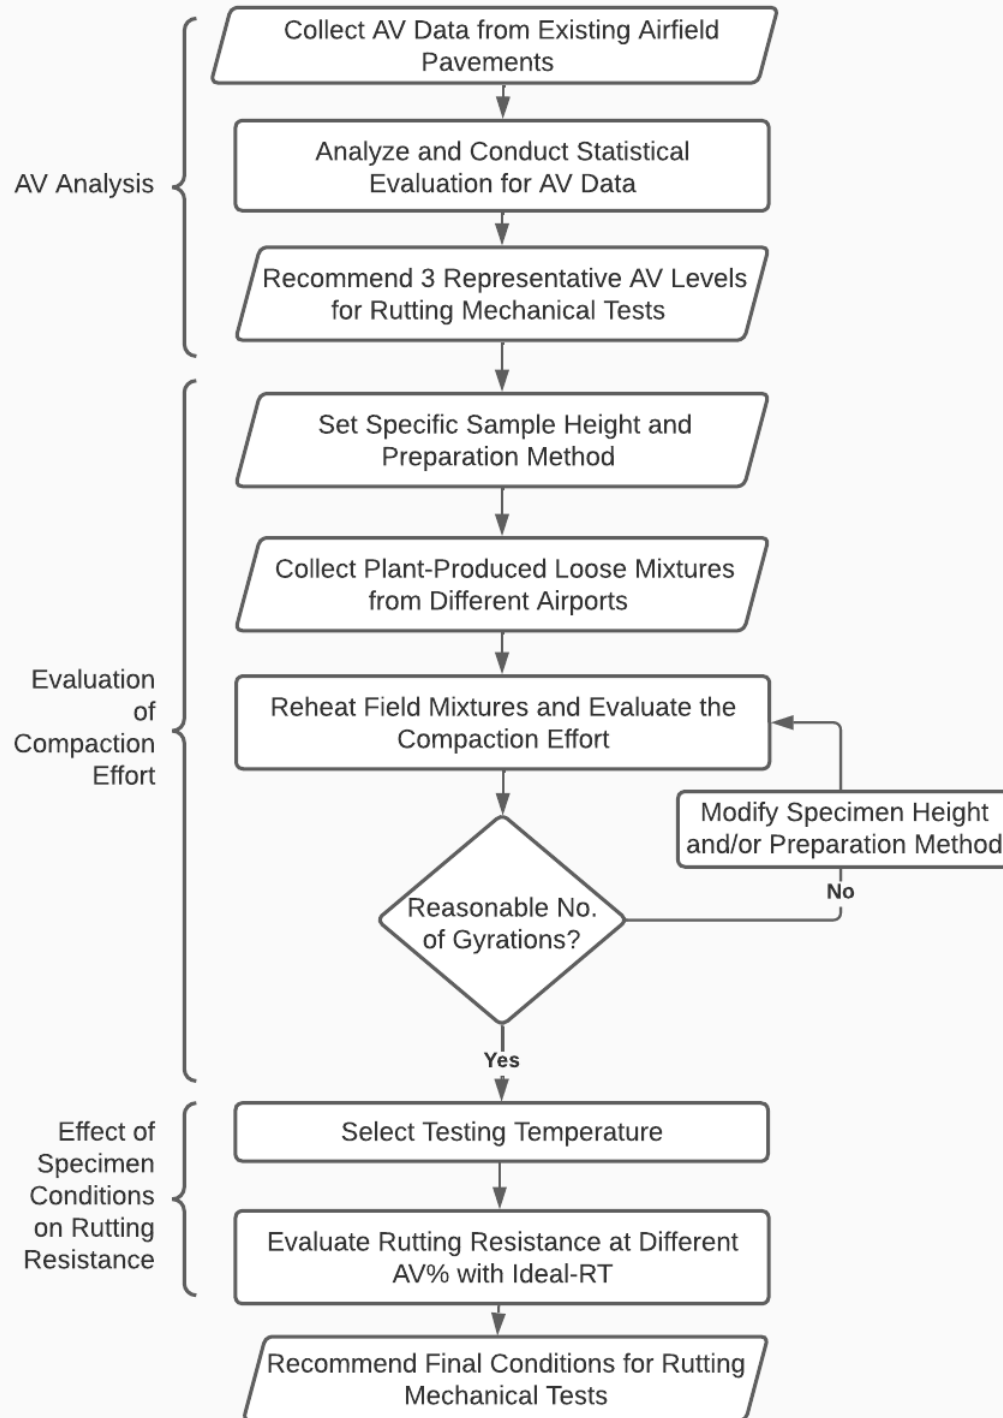 Collect AV Data from Existing Airfield
Pavements
Analyze and Conduct Statistical
Evaluation for AV Data
AV Analysis
Recommend 3 Representative AV Levels
for Rutting Mechanical Tests
Set Specific Sample Height and
Preparation Method
Collect Plant-Produced Loose Mixtures
from Different Airports
Evaluation
of
Compaction
Effort
Reheat Field Mixtures and Evaluate the
Compaction Effort
Modify Specimen Height
and/or Preparation Method
No
Reasonable No.
of Gyrations?
Yes
Effect of
Specimen
Conditions
on Rutting
Resistance
Select Testing Temperature
Evaluate Rutting Resistance at Different
AV% with Ideal-RT
Recommend Final Conditions for Rutting
Mechanical Tests